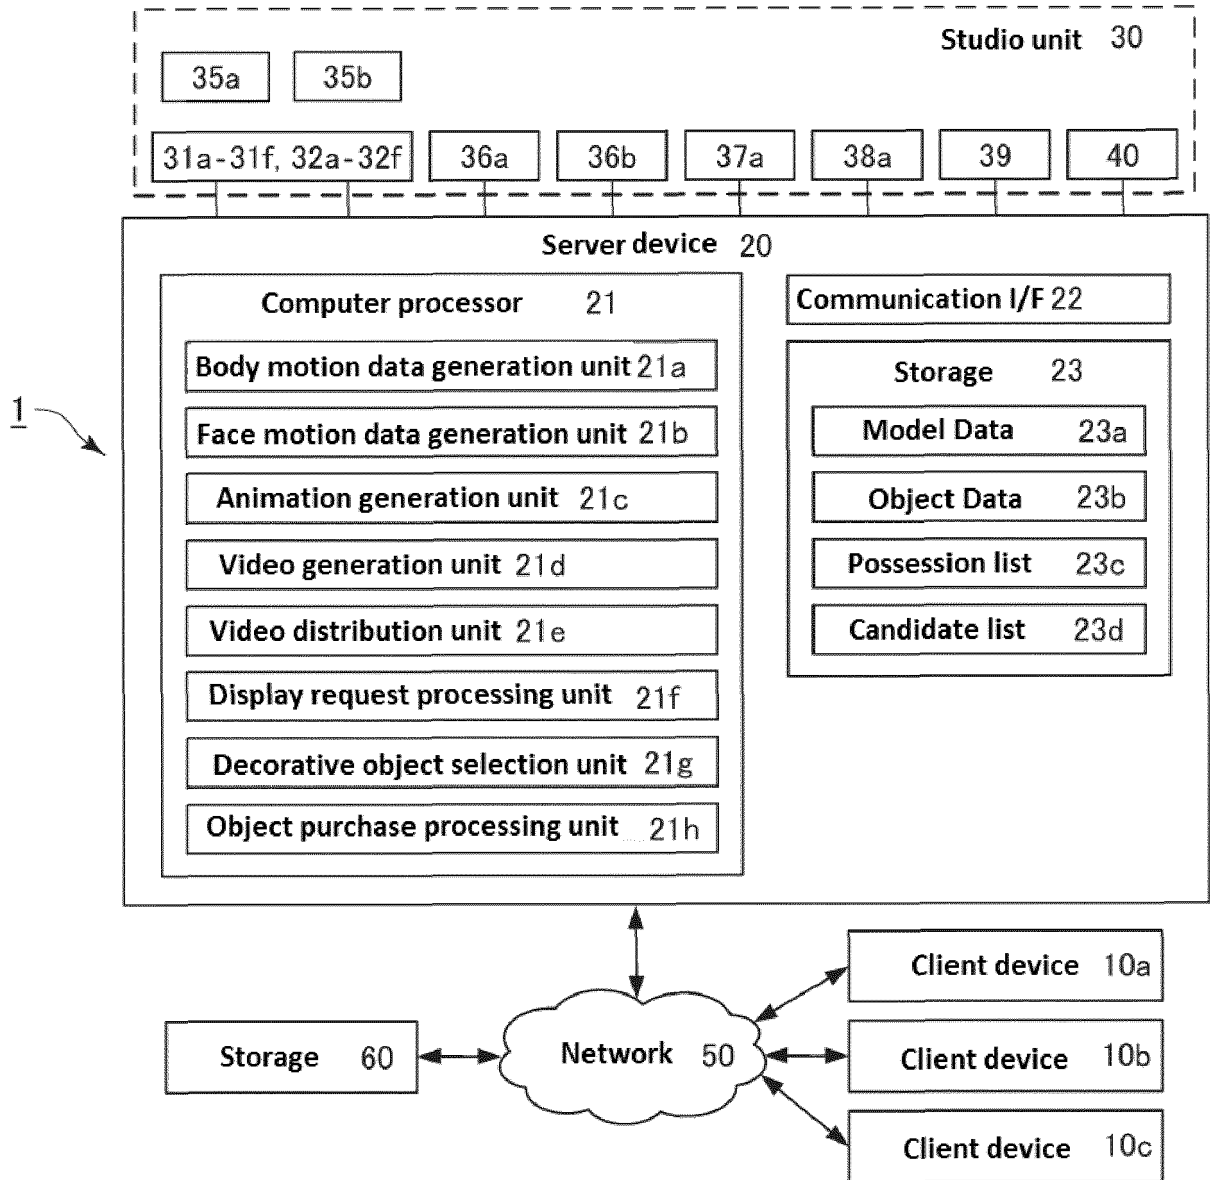 Studio unit 30
35a 35b
31a-31f, 32a-32f 36a 36b 37a 38a 39 40
Server device 20
Computer processor 21
Body motion data generation unit 21a
Face motion data generation unit 21b
Animation generation unit 21c
Video generation unit 21d
Video distribution unit 21e
Display request processing unit 21f
Decorative object selection unit 21g
Object purchase processing unit 21h
Communication I/F 22
Storage 23
Model Data 23a
Object Data 23b
Possession list 23c
Candidate list 23d
1
Storage 60
Network 50
Client device 10a
Client device 10b
Client device 10c